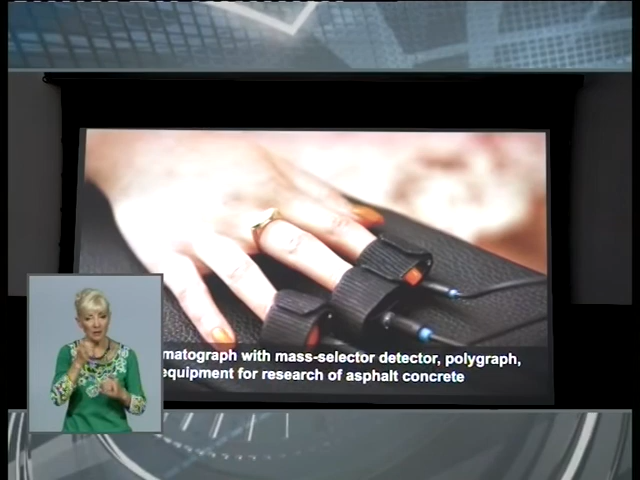 matograph with mass-selector detector, polygraph,
equipment for research of asphalt concrete